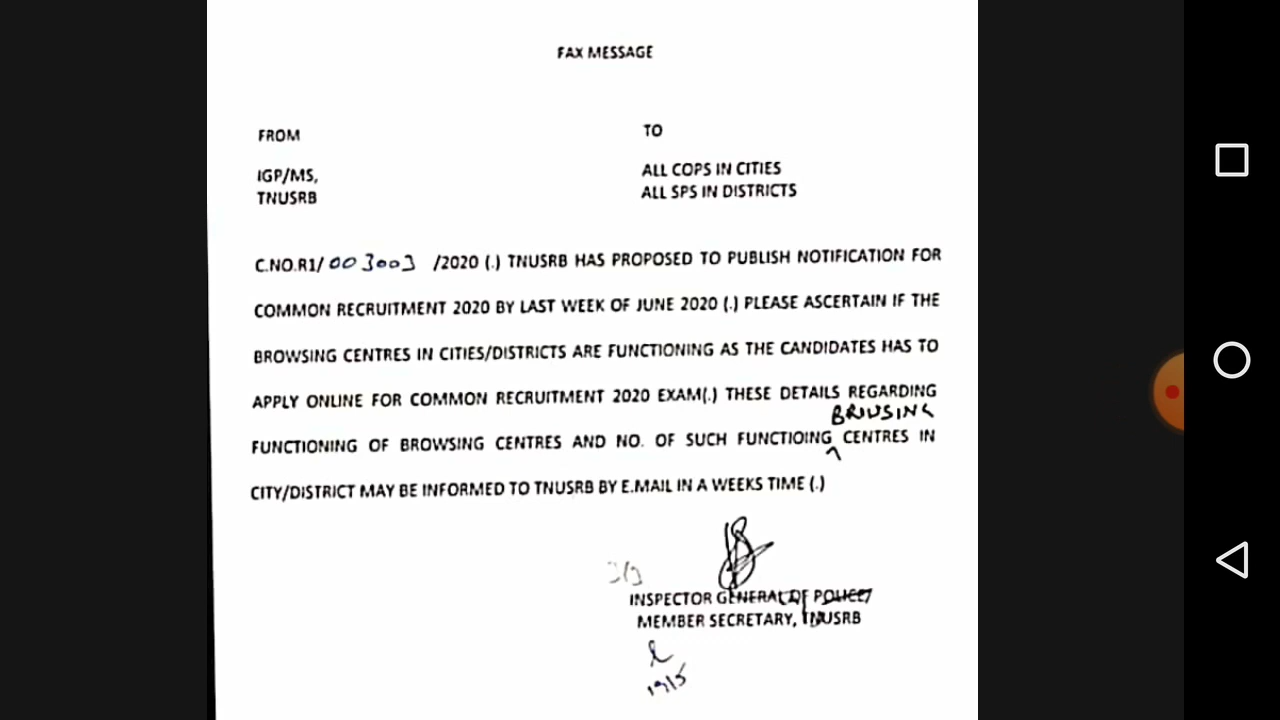 FAX MESSAGE
FROM
IGP/MS,
TNUSRB
TO
ALL COPS IN CITIES
ALL SPS IN DISTRICTS
C.NO.R1/ 003003 /2020 (.) TNUSRB HAS PROPOSED TO PUBLISH NOTIFICATION FOR
COMMON RECRUITMENT 2020 BY LAST WEEK OF JUNE 2020 (.) PLEASE ASCERTAIN IF THE
BROWSING CENTRES IN CITIES/DISTRICTS ARE FUNCTIONING AS THE CANDIDATES HAS TO
APPLY ONLINE FOR COMMON RECRUITMENT 2020 EXAM(.) THESE DETAILS REGARDING
FUNCTIONING OF BROWSING CENTRES AND NO. OF SUCH FUNCTIOING CENTRES IN
CITY/DISTRICT MAY BE INFORMED TO TNUSRB BY E.MAIL IN A WEEKS TIME (.)
INSPECTOR GENERAL OF POLICE/
MEMBER SECRETARY, TNUSRB
19/5